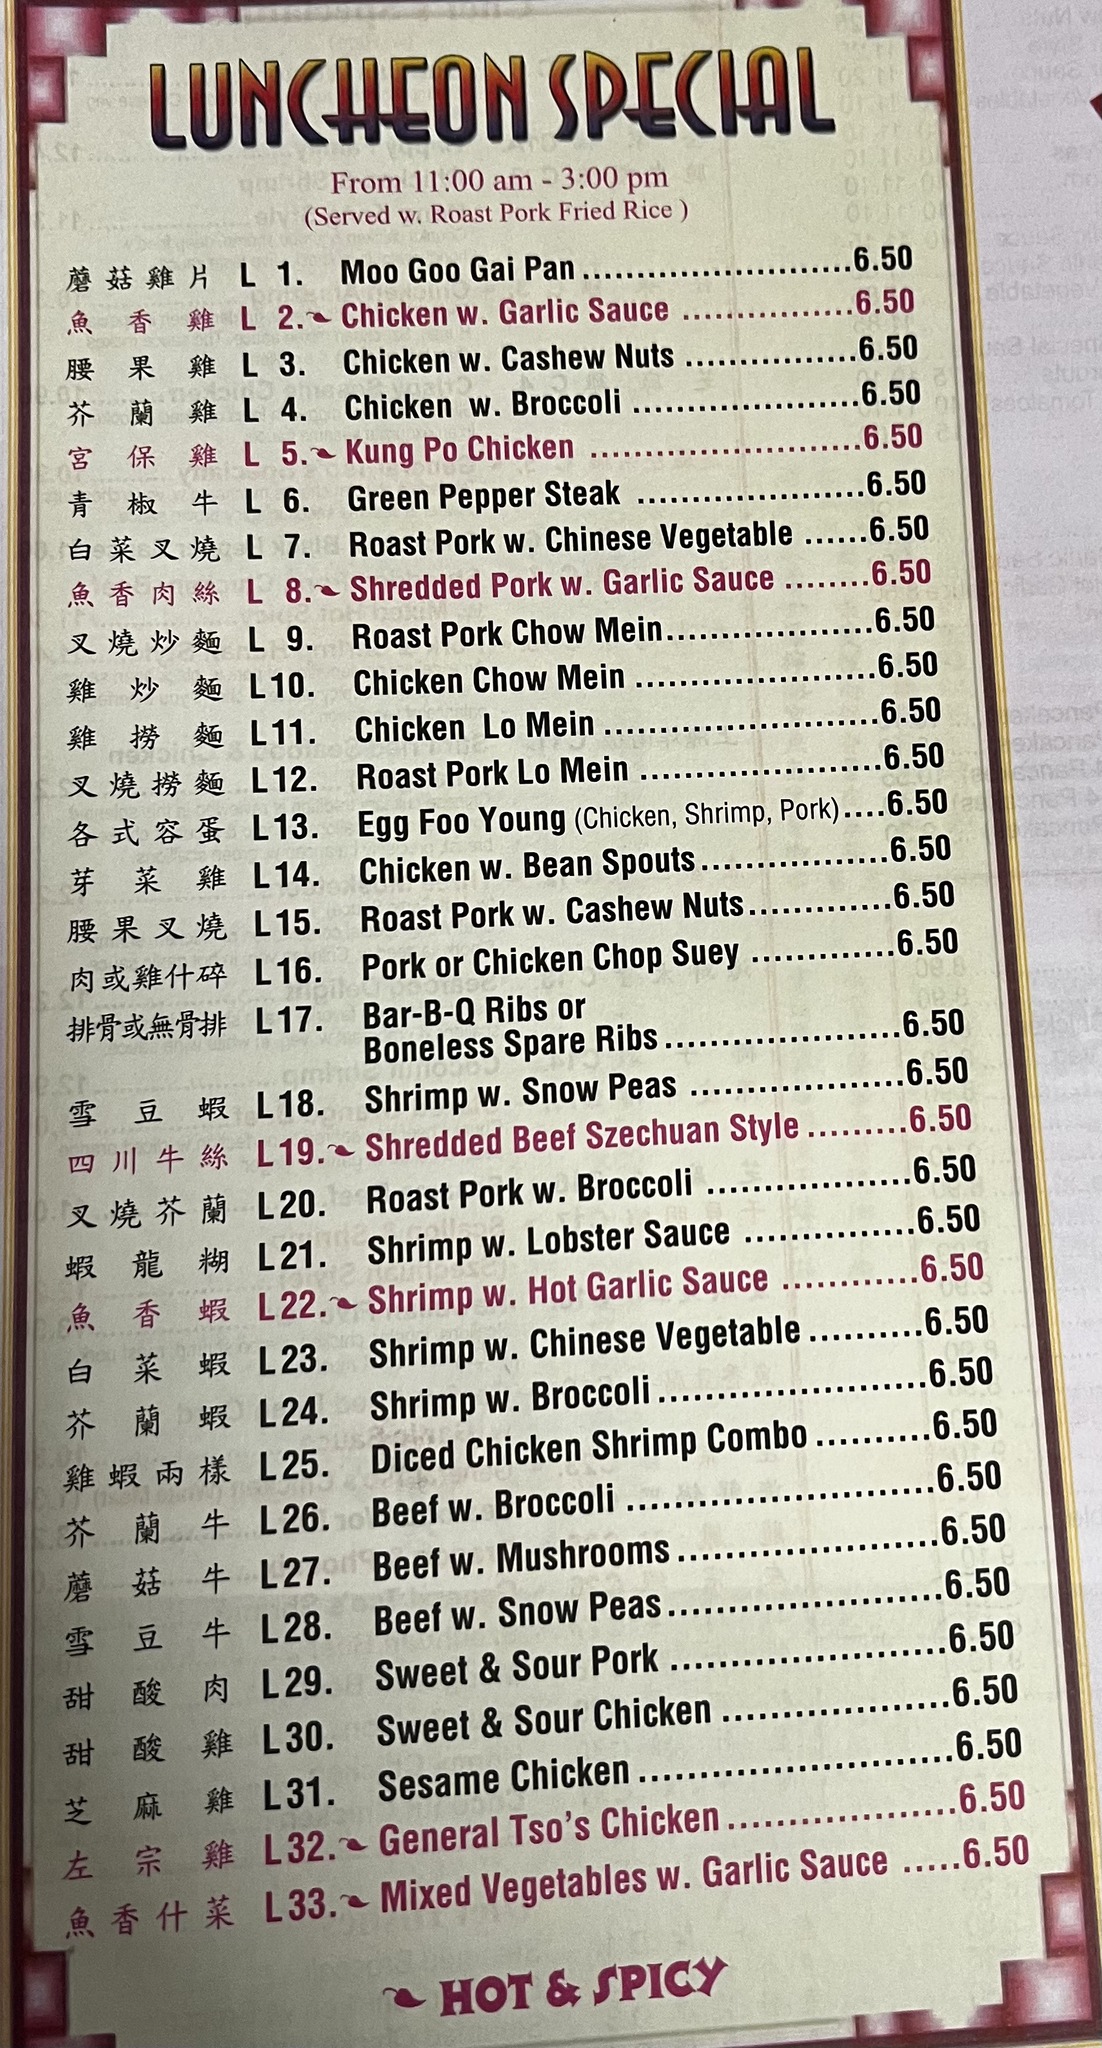 LUNCHEON SPECIAL
From 11:00 am - 3:00 pm
(Served w. Roast Pork Fried Rice )
蘑菇雞片 L 1. Moo Goo Gai Pan 6.50
魚香雞 L 2. Chicken w. Garlic Sauce 6.50
腰果雞 L 3. Chicken w. Cashew Nuts 6.50
芥蘭雞 L 4. Chicken w. Broccoli 6.50
宮保雞 L 5. Kung Po Chicken 6.50
青椒牛 L 6. Green Pepper Steak 6.50
白菜叉燒 L 7. Roast Pork w. Chinese Vegetable 6.50
魚香肉絲 L 8. Shredded Pork w. Garlic Sauce 6.50
叉燒炒麵 L 9. Roast Pork Chow Mein 6.50
雞炒麵 L10. Chicken Chow Mein 6.50
雞撈麵 L11. Chicken Lo Mein 6.50
叉燒撈麵 L12. Roast Pork Lo Mein 6.50
各式容蛋 L13. Egg Foo Young (Chicken, Shrimp, Pork) 6.50
芽菜雞 L14. Chicken w. Bean Spouts 6.50
腰果叉燒 L15. Roast Pork w. Cashew Nuts 6.50
肉或雞什碎 L16. Pork or Chicken Chop Suey 6.50
排骨或無骨排 L17. Bar-B-Q Ribs or
Boneless Spare Ribs 6.50
雪豆蝦 L18. Shrimp w. Snow Peas 6.50
四川牛絲 L19. Shredded Beef Szechuan Style 6.50
叉燒芥蘭 L20. Roast Pork w. Broccoli 6.50
蝦龍糊 L21. Shrimp w. Lobster Sauce 6.50
魚香蝦 L22. Shrimp w. Hot Garlic Sauce 6.50
白菜蝦 L23. Shrimp w. Chinese Vegetable 6.50
芥蘭蝦 L24. Shrimp w. Broccoli 6.50
雞蝦兩樣 L25. Diced Chicken Shrimp Combo 6.50
芥蘭牛 L26. Beef w. Broccoli 6.50
蘑菇牛 L27. Beef w. Mushrooms 6.50
雪豆牛 L28. Beef w. Snow Peas 6.50
甜酸肉 L29. Sweet & Sour Pork 6.50
甜酸雞 L30. Sweet & Sour Chicken 6.50
芝麻雞 L31. Sesame Chicken 6.50
左宗雞 L32. General Tso's Chicken 6.50
魚香什菜 L33. Mixed Vegetables w. Garlic Sauce 6.50
HOT & SPICY